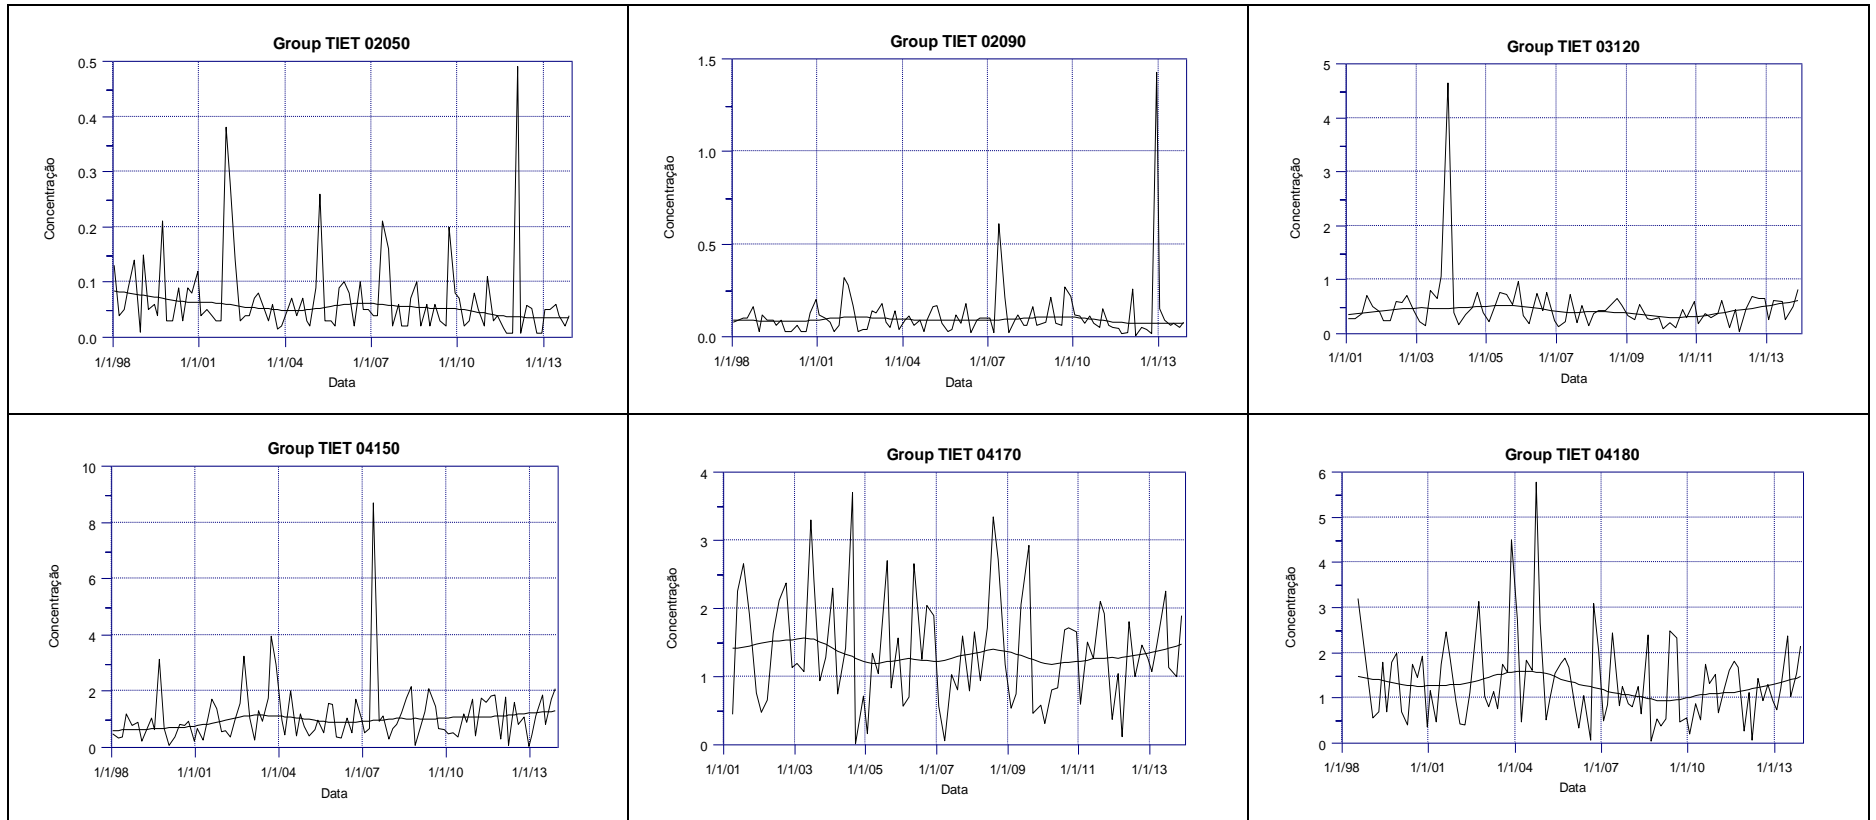 Group TIET 02050
0.5
0.4
0.3
0.2
0.1
0.0
Concentração
1/1/98 1/1/01 1/1/04 1/1/07 1/1/10 1/1/13
Data
Group TIET 02090
1.5
1.0
0.5
0.0
Concentração
1/1/98 1/1/01 1/1/04 1/1/07 1/1/10 1/1/13
Data
Group TIET 03120
5
4
3
2
1
0
Concentração
1/1/01 1/1/03 1/1/05 1/1/07 1/1/09 1/1/11 1/1/13
Data
Group TIET 04150
10
8
6
4
2
0
Concentração
1/1/98 1/1/01 1/1/04 1/1/07 1/1/10 1/1/13
Data
Group TIET 04170
4
3
2
1
0
Concentração
1/1/01 1/1/03 1/1/05 1/1/07 1/1/09 1/1/11 1/1/13
Data
Group TIET 04180
6
5
4
3
2
1
0
Concentração
1/1/98 1/1/01 1/1/04 1/1/07 1/1/10 1/1/13
Data